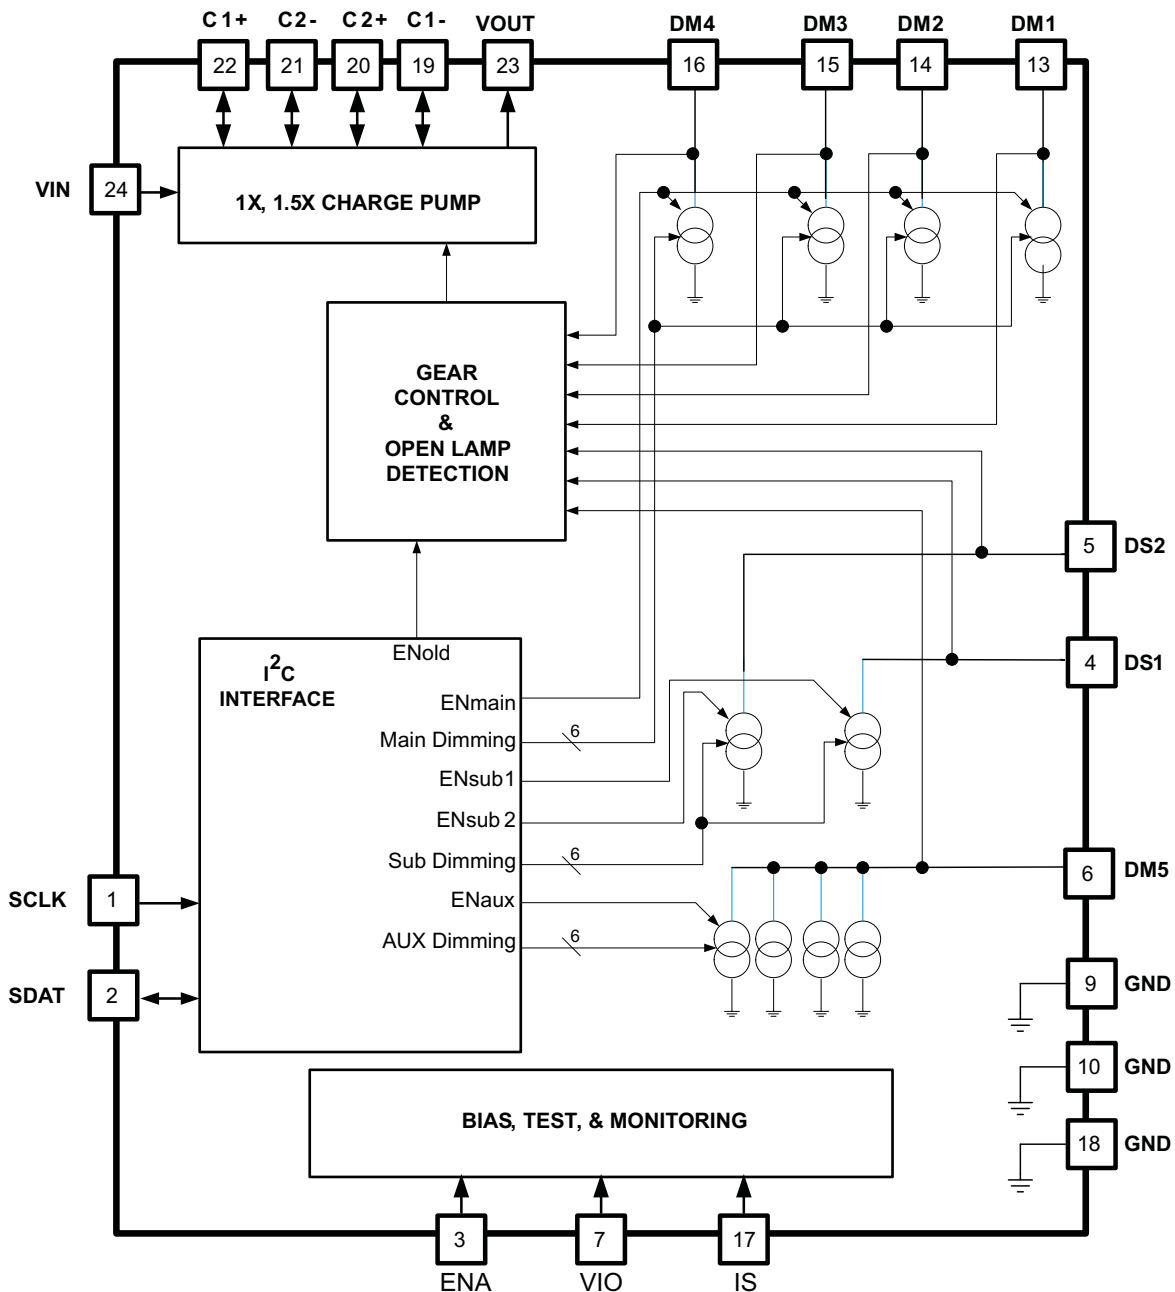 C1+ C2- C2+ C1- VOUT DM4 DM3 DM2 DM1
22 21 20 19 23 16 15 14 13
VIN 24
1X, 1.5X CHARGE PUMP
GEAR
CONTROL
&
OPEN LAMP
DETECTION
5 DS2
4 DS1
ENold
I2C
INTERFACE
ENmain
Main Dimming 6
ENsub1
ENsub 2
Sub Dimming 6
6 DM5
SCLK 1
ENaux
AUX Dimming 6
SDAT 2
9 GND
10 GND
BIAS, TEST, & MONITORING
18 GND
3 7 17
ENA VIO IS